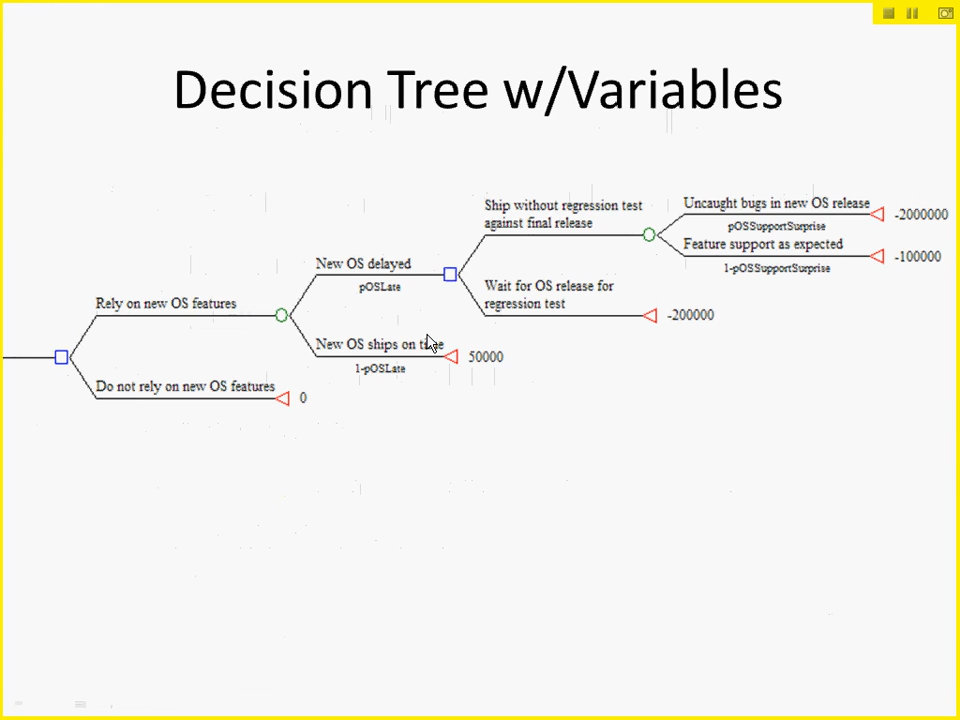 Decision Tree w/Variables
Ship without regression test
against final release
Uncaught bugs in new OS release
-2000000
pOSSupportSurprise
Feature support as expected
-100000
1-pOSSupportSurprise
New OS delayed
pOSLate
Wait for OS release for
regression test
-200000
Rely on new OS features
New OS ships on time
50000
1-pOSLate
Do not rely on new OS features
0